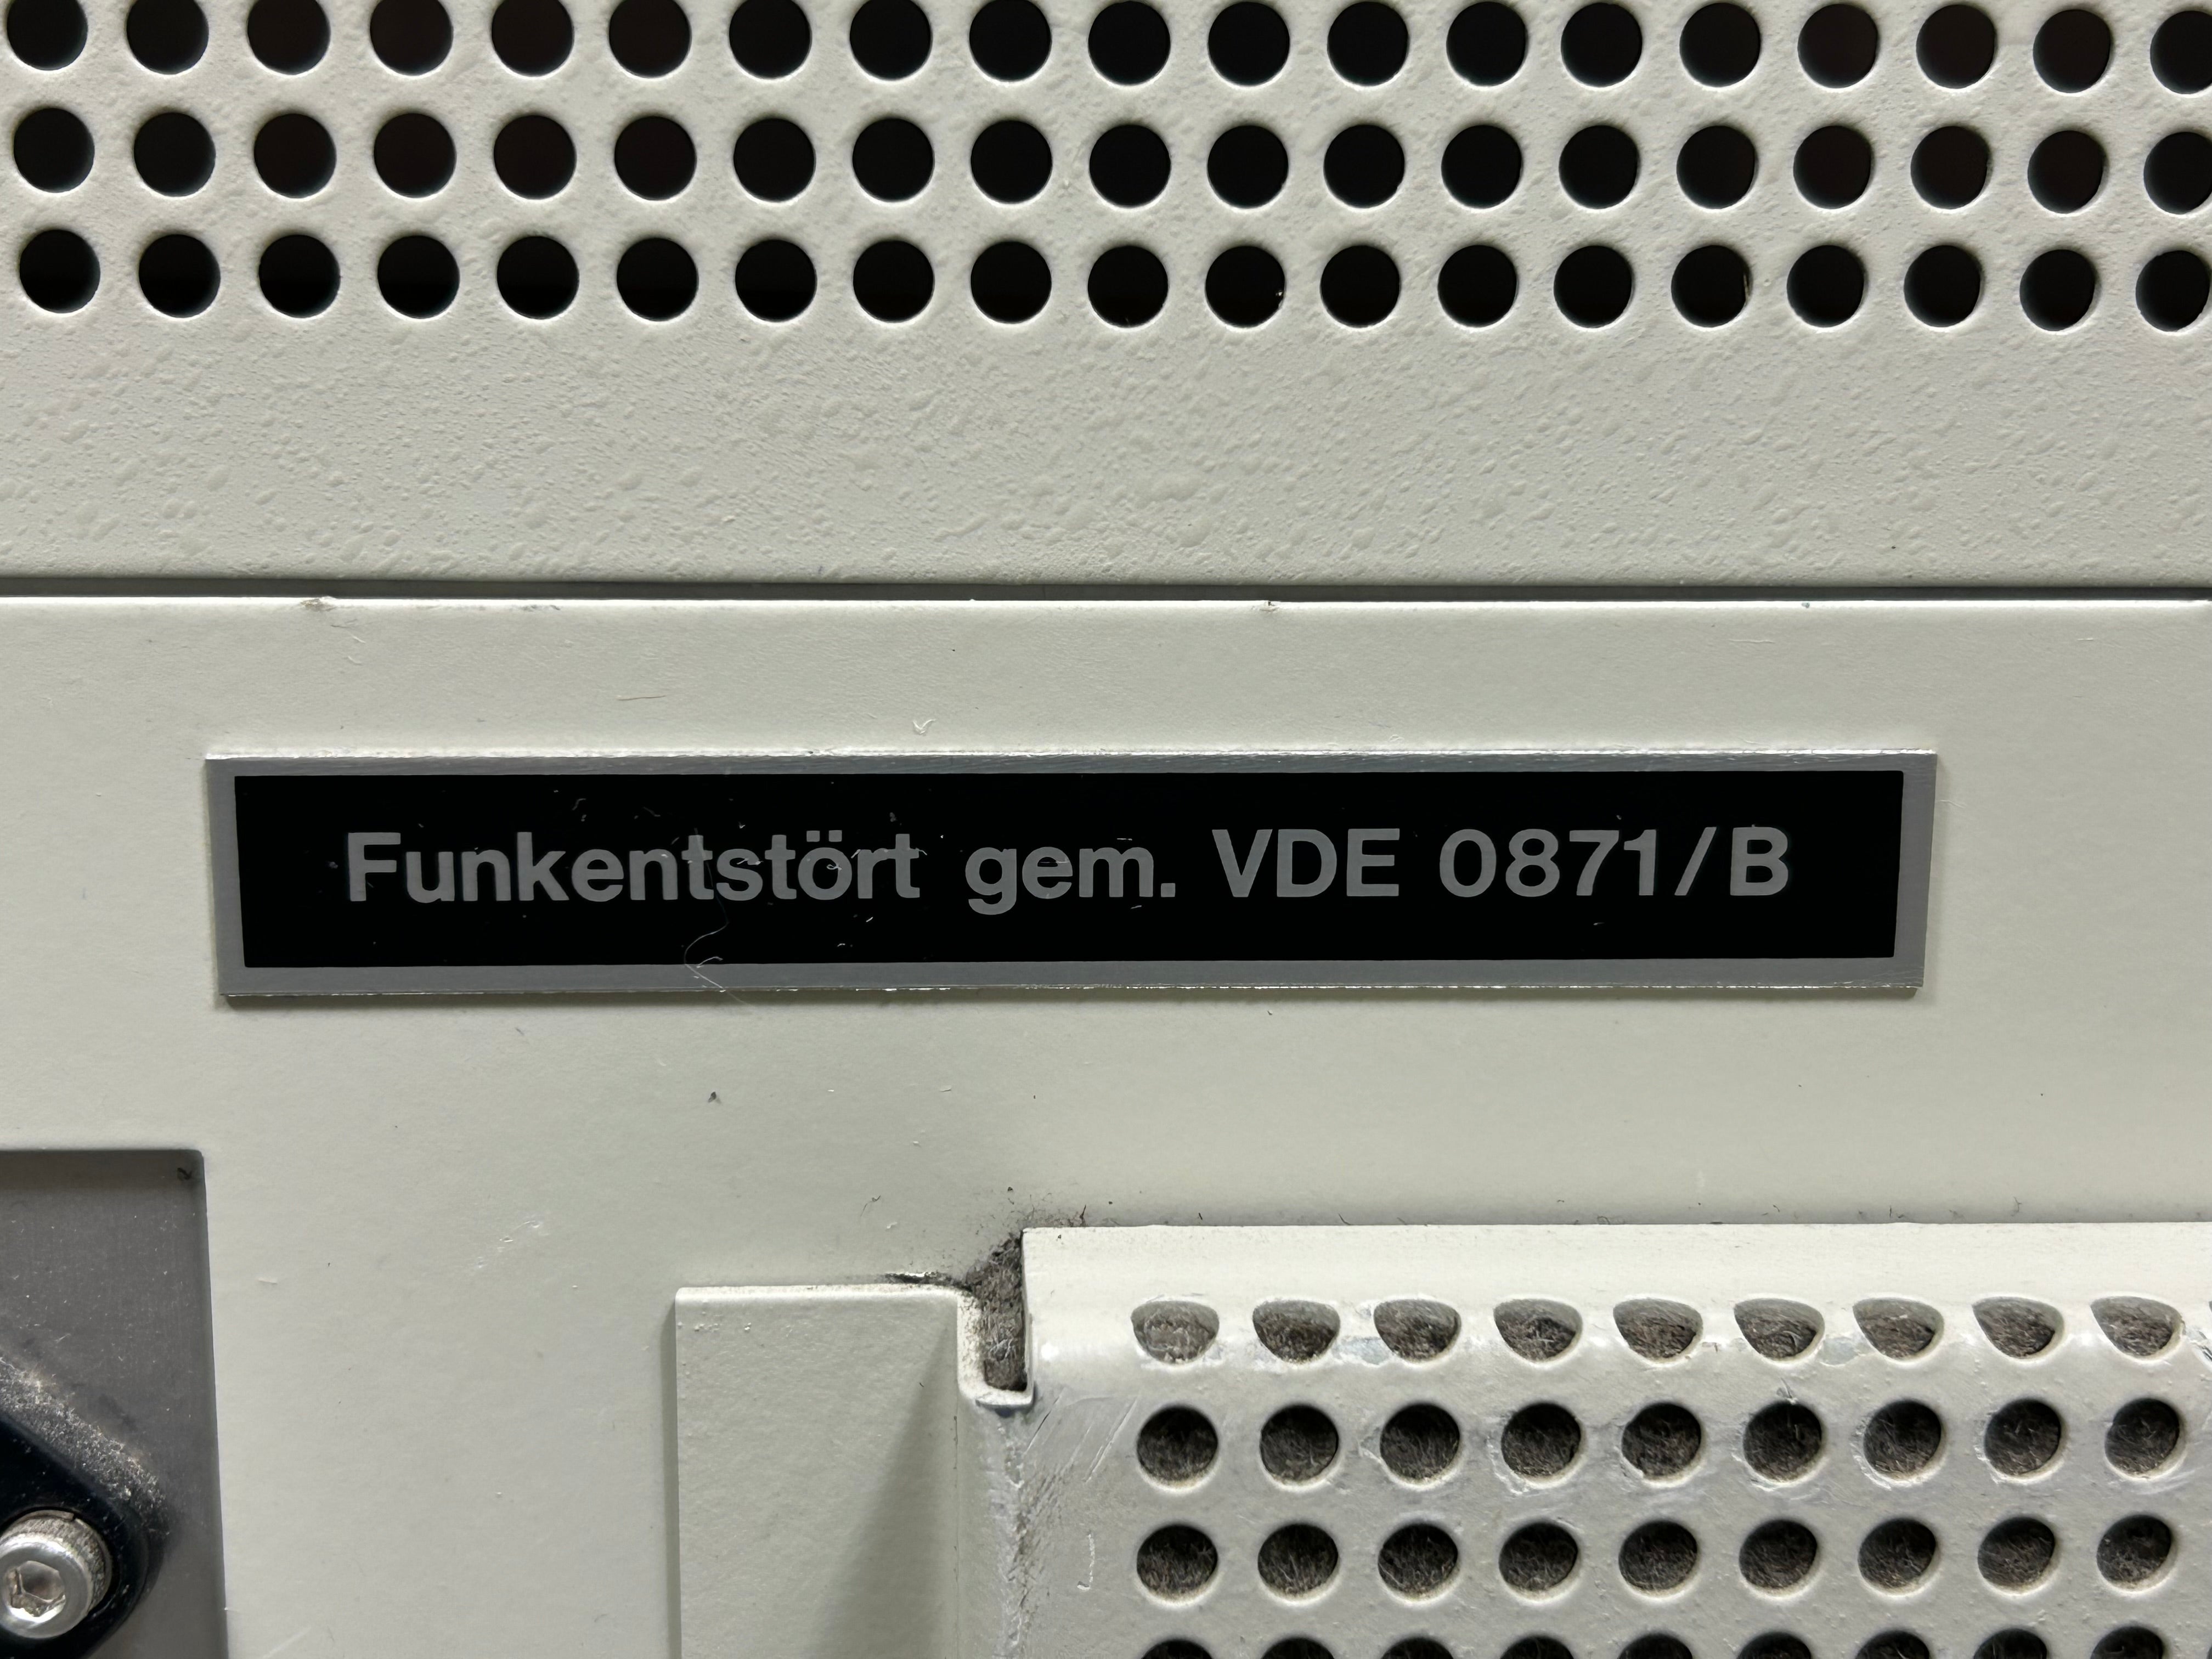 Funkentstört gem. VDE 0871/B